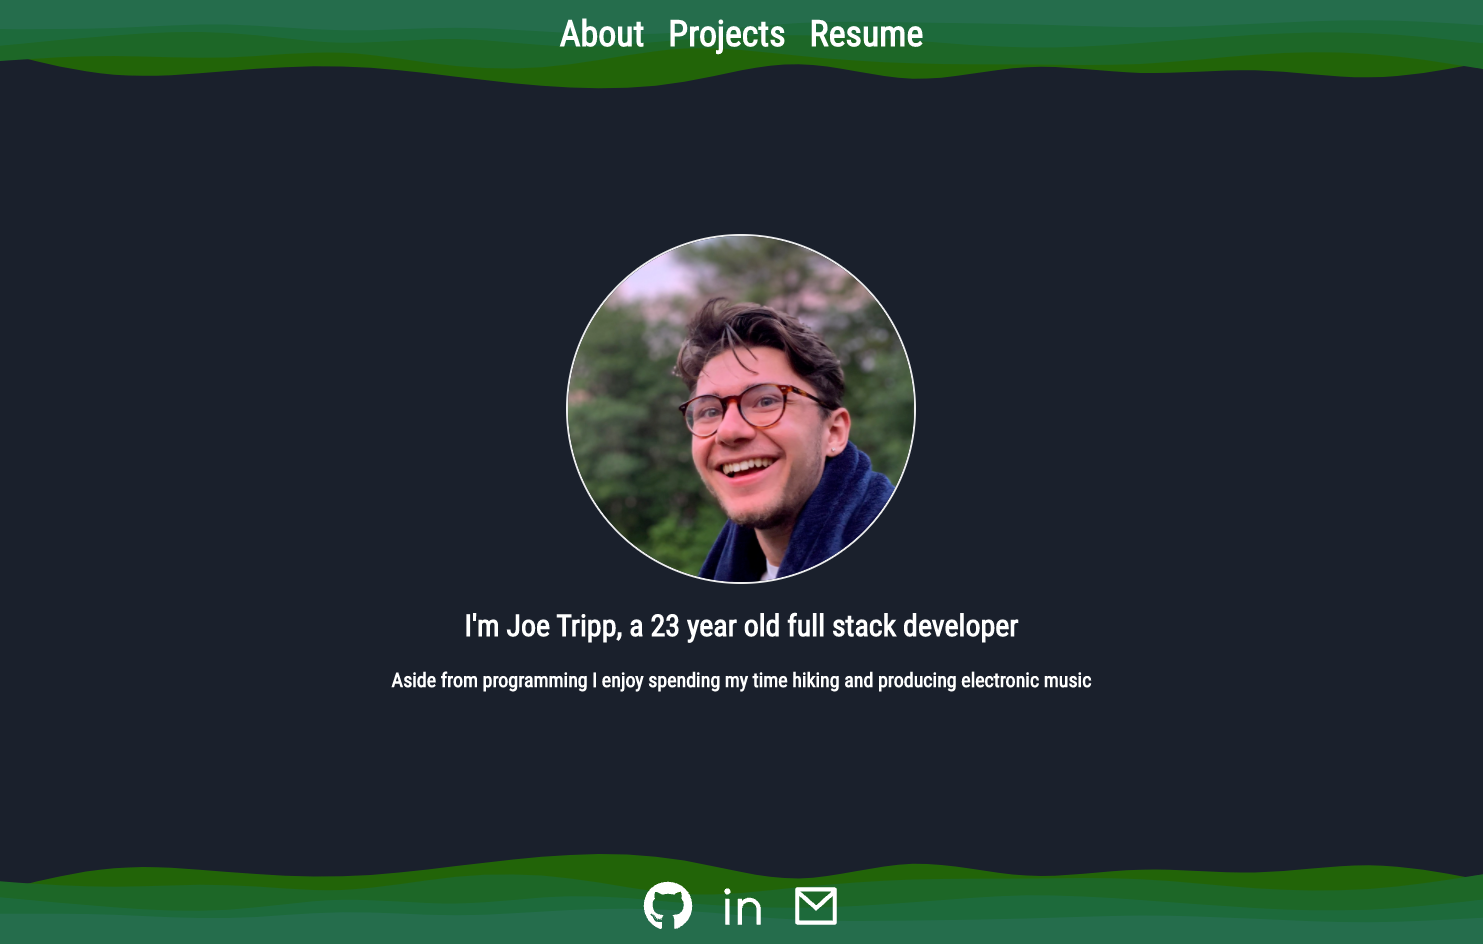 About Projects Resume
I'm Joe Tripp, a 23 year old full stack developer
Aside from programming I enjoy spending my time hiking and producing electronic music
in